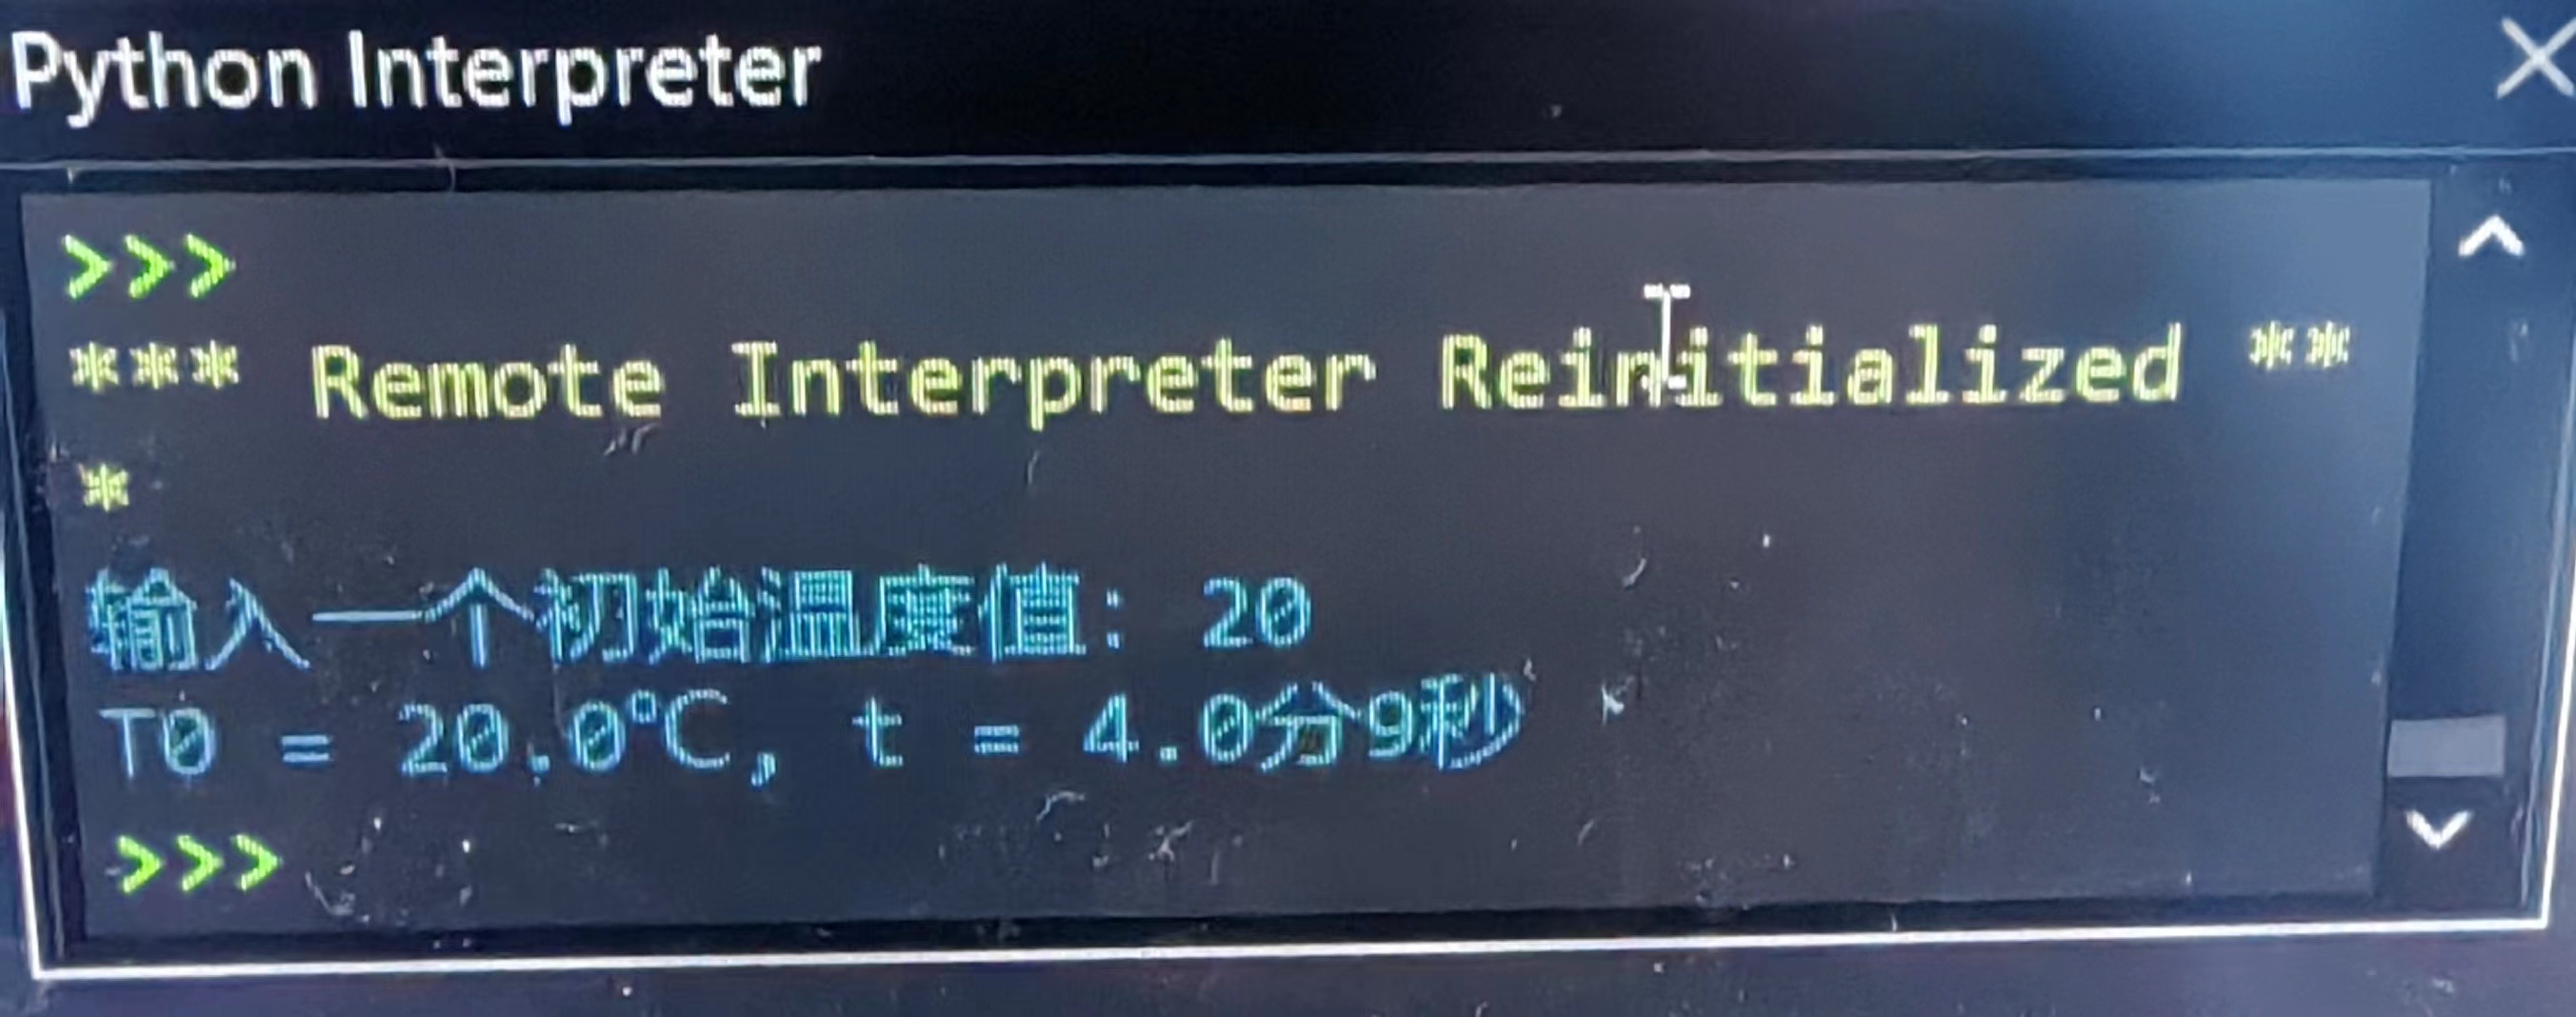 Python Interpreter
>>>
*** Remote Interpreter Reinitialized **
*
输入一个初始温度值: 20
T0 = 20.0℃, t = 4.0分9秒
>>>